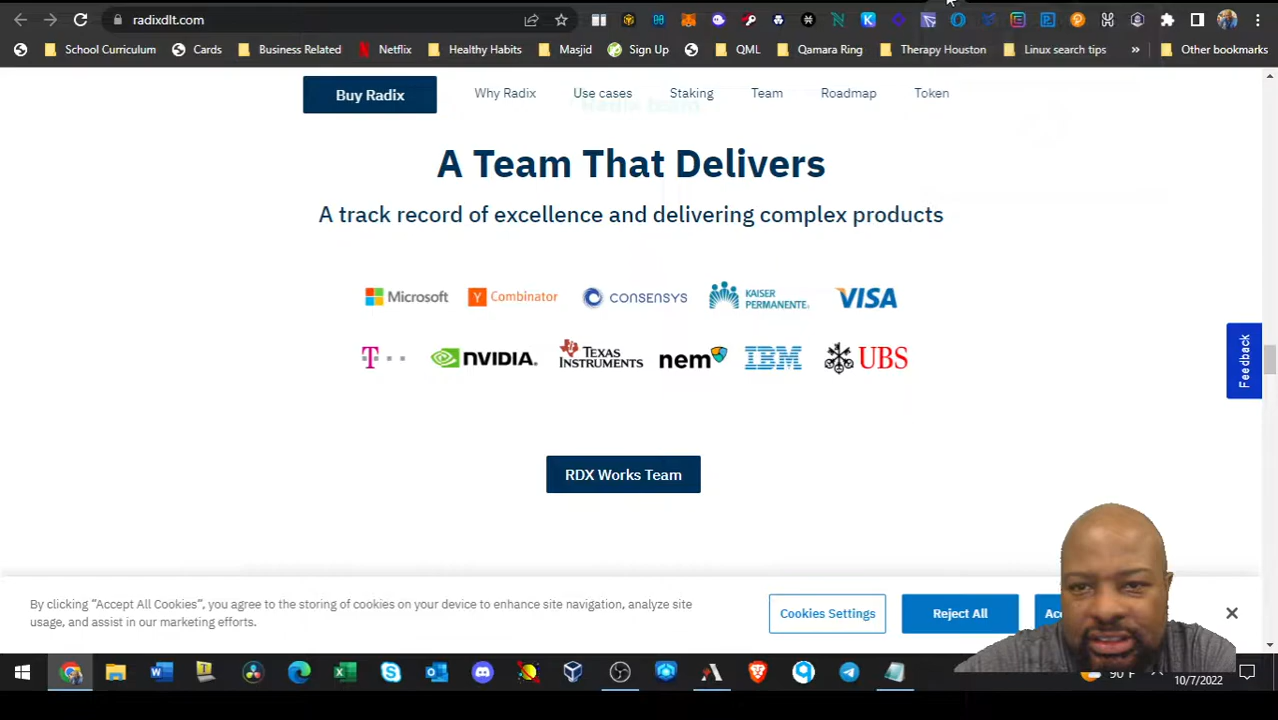 radixdlt.com
School Curriculum
Cards
Business Related
Netflix
Healthy Habits
Masjid
Sign Up
QML
Qamara Ring
Therapy Houston
Linux search tips
»
Other bookmarks
Buy Radix
Why Radix
Use cases
Staking
Team
Roadmap
Token
Radix team
A Team That Delivers
A track record of excellence and delivering complex products
Microsoft
Y Combinator
CONSENSYS
KAISER PERMANENTE.
VISA
T
NVIDIA.
TEXAS INSTRUMENTS
nem
IBM
UBS
Feedback
RDX Works Team
By clicking “Accept All Cookies”, you agree to the storing of cookies on your device to enhance site navigation, analyze site
usage, and assist in our marketing efforts.
Cookies Settings
Reject All
90°F
10/7/2022